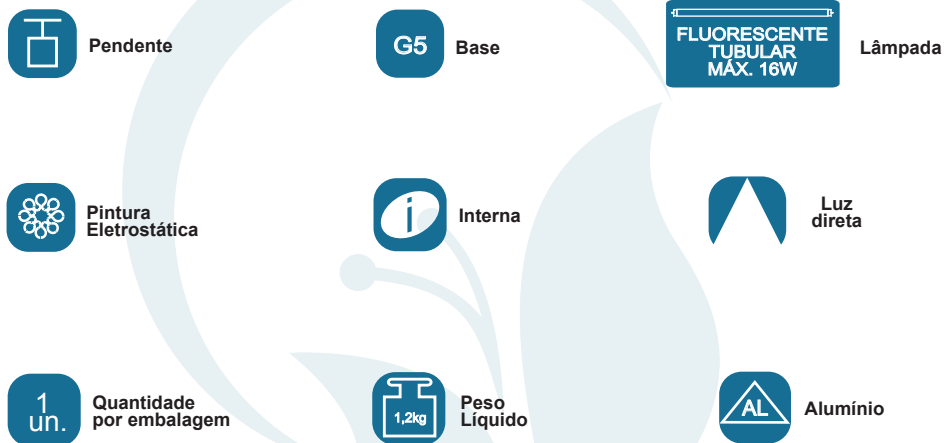 Pendente
G5
Base
FLUORESCENTE
TUBULAR
MÁX. 16W
Lâmpada
Pintura
Eletrostática
i
Interna
Luz
direta
1
un.
Quantidade
por embalagem
1,2kg
Peso
Líquido
AL
Alumínio